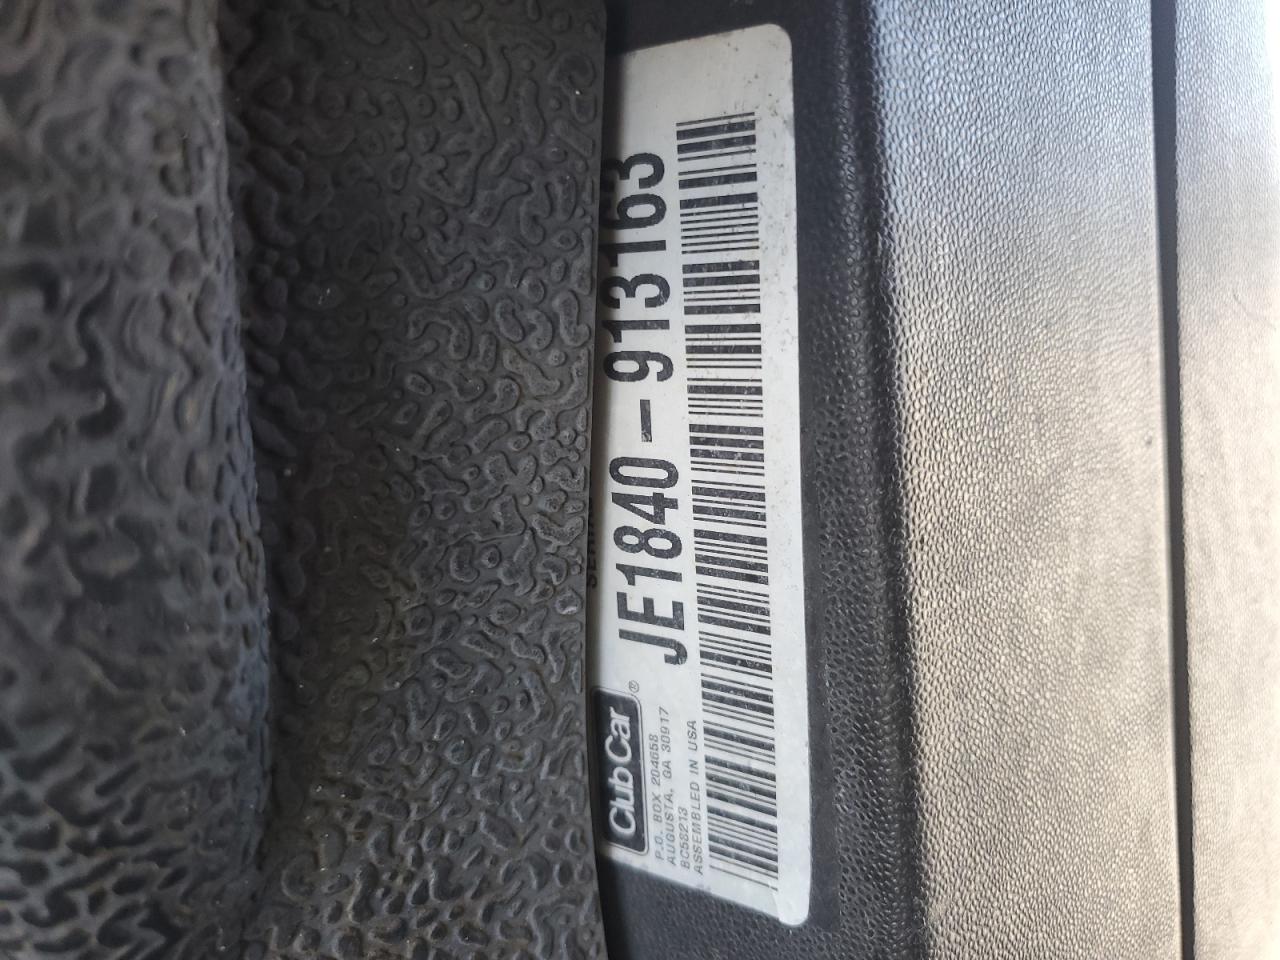 JE1840-913163
Club Car®
P.O. BOX 204658
AUGUSTA, GA 30917
BC58213
ASSEMBLED IN USA